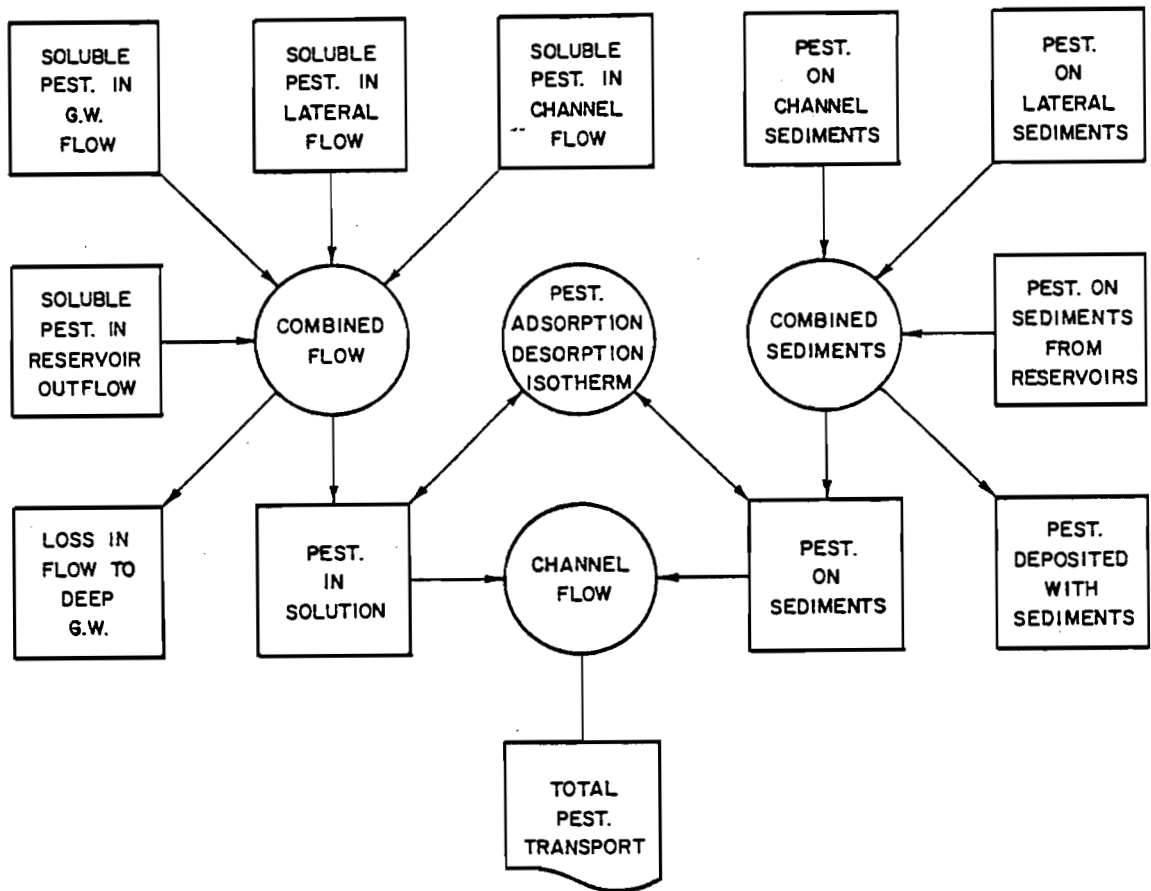 SOLUBLE
PEST. IN
G.W.
FLOW
SOLUBLE
PEST. IN
LATERAL
FLOW
SOLUBLE
PEST. IN
CHANNEL
FLOW
PEST.
ON
CHANNEL
SEDIMENTS
PEST.
ON
LATERAL
SEDIMENTS
SOLUBLE
PEST. IN
RESERVOIR
OUTFLOW
COMBINED
FLOW
PEST.
ADSORPTION
DESORPTION
ISOTHERM
COMBINED
SEDIMENTS
PEST. ON
SEDIMENTS
FROM
RESERVOIRS
LOSS IN
FLOW TO
DEEP
G.W.
PEST.
IN
SOLUTION
CHANNEL
FLOW
PEST.
ON
SEDIMENTS
PEST.
DEPOSITED
WITH
SEDIMENTS
TOTAL
PEST.
TRANSPORT